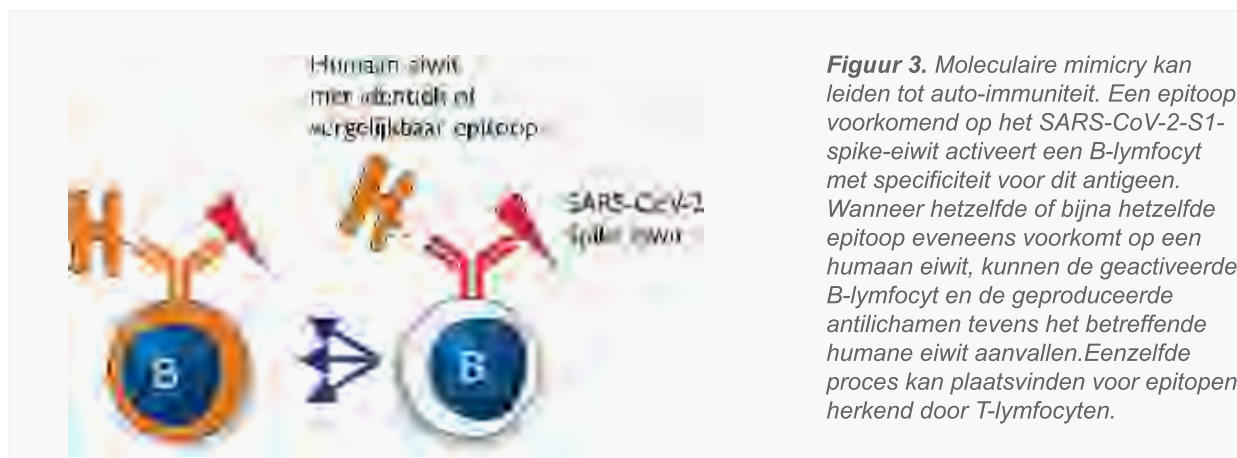 Humaan eiwit
met identiek of
vergelijkbaar epitoop
SARS-CoV-2
Spike eiwit
B
B
Figuur 3. Moleculaire mimicry kan
leiden tot auto-immuniteit. Een epitoop
voorkomend op het SARS-CoV-2-S1-
spike-eiwit activeert een B-lymfocyt
met specificiteit voor dit antigeen.
Wanneer hetzelfde of bijna hetzelfde
epitoop eveneens voorkomt op een
humaan eiwit, kunnen de geactiveerde
B-lymfocyt en de geproduceerde
antilichamen tevens het betreffende
humane eiwit aanvallen.Eenzelfde
proces kan plaatsvinden voor epitopen
herkend door T-lymfocyten.